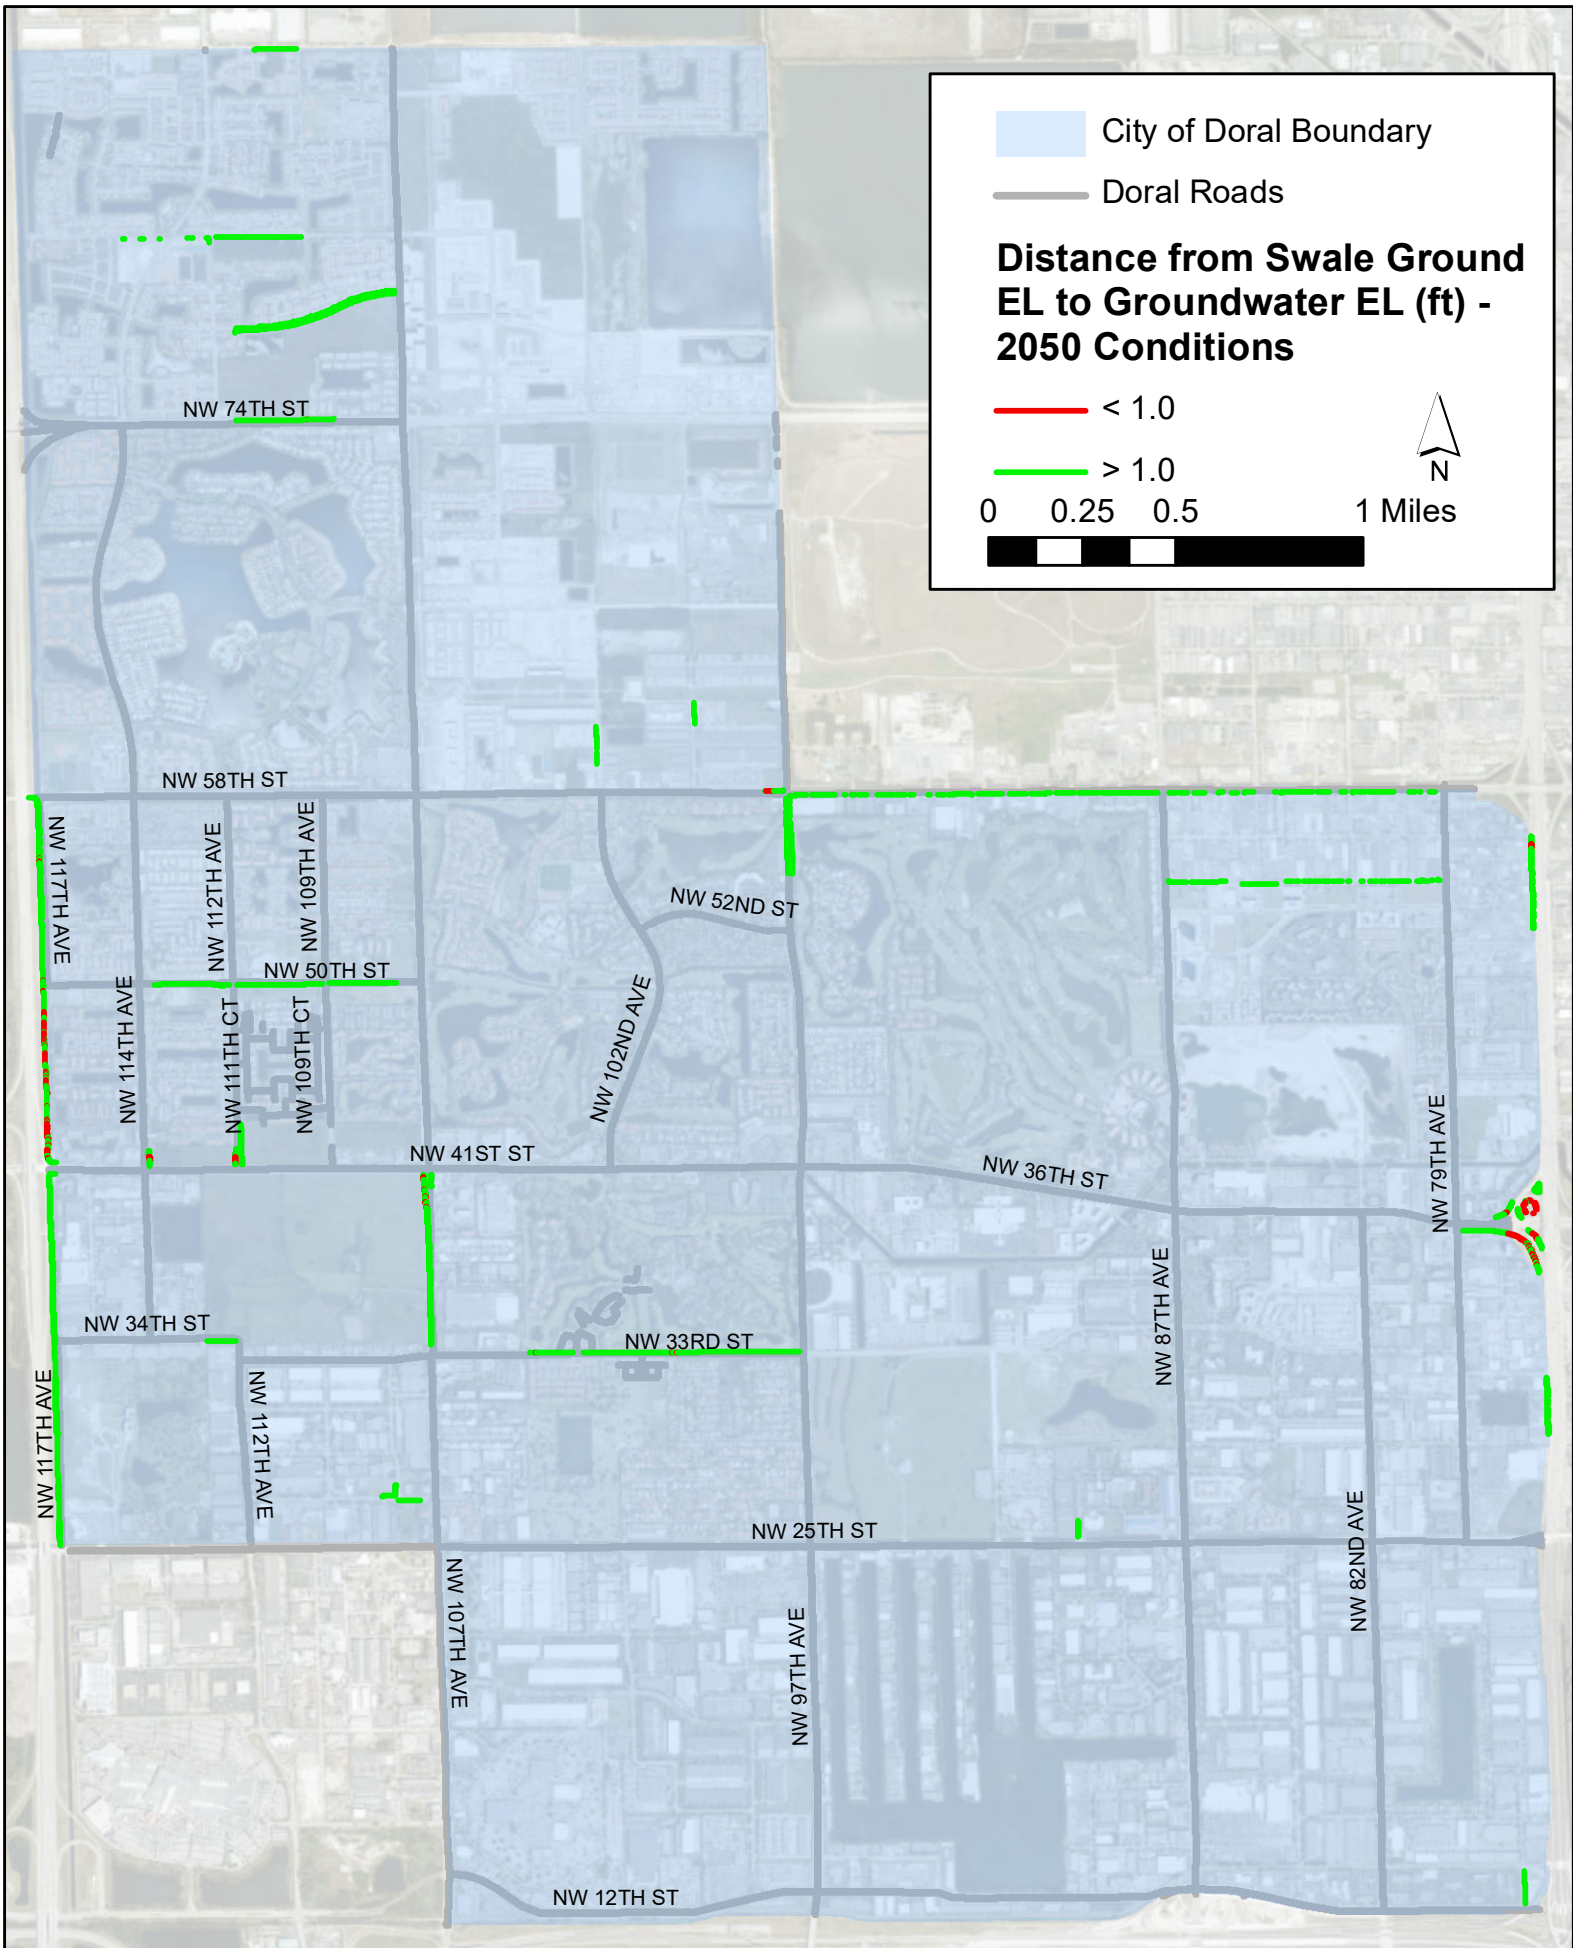 City of Doral Boundary
Doral Roads
Distance from Swale Ground
EL to Groundwater EL (ft) -
2050 Conditions
< 1.0
> 1.0
N
0 0.25 0.5 1 Miles
NW 74TH ST
NW 58TH ST
NW 117TH AVE
NW 112TH AVE
NW 109TH AVE
NW 52ND ST
NW 50TH ST
NW 114TH AVE
NW 111TH CT
NW 109TH CT
NW 102ND AVE
NW 41ST ST
NW 36TH ST
NW 79TH AVE
NW 87TH AVE
NW 34TH ST
NW 33RD ST
NW 117TH AVE
NW 112TH AVE
NW 25TH ST
NW 82ND AVE
NW 107TH AVE
NW 97TH AVE
NW 12TH ST